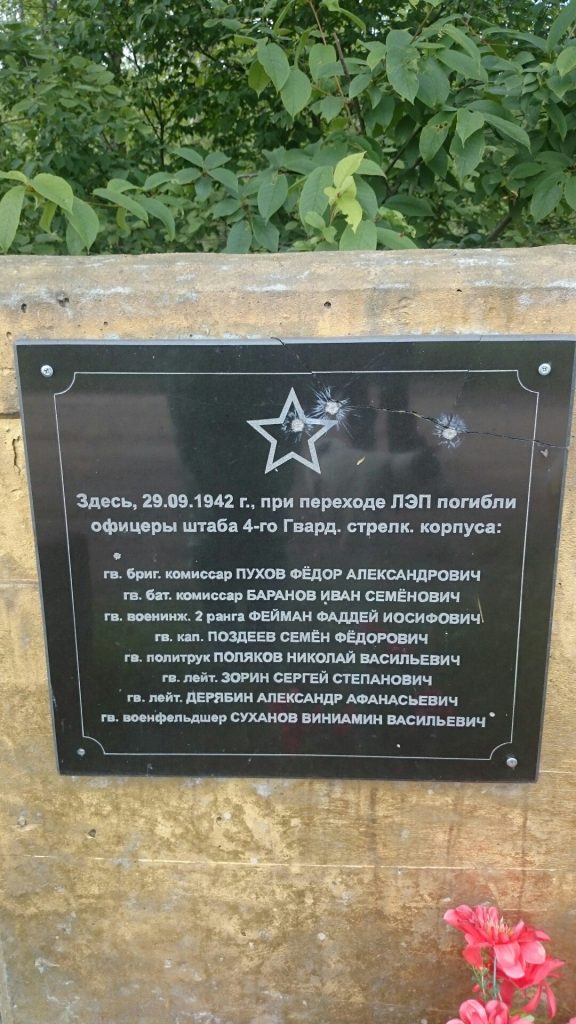 Здесь, 29.09.1942 г., при переходе ЛЭП погибли
офицеры штаба 4-го Гвард. стрелк. корпуса:
гв. бриг. комиссар ПУХОВ ФЁДОР АЛЕКСАНДРОВИЧ
гв. бат. комиссар БАРАНОВ ИВАН СЕМЁНОВИЧ
гв. воениж. 2 ранга ФЕЙМАН ФАДДЕЙ ИОСИФОВИЧ
гв. кап. ПОЗДЕЕВ СЕМЁН ФЁДОРОВИЧ
гв. политрук ПОЛЯКОВ НИКОЛАЙ ВАСИЛЬЕВИЧ
гв. лейт. ЗОРИН СЕРГЕЙ СТЕПАНОВИЧ
гв. лейт. ДЕРЯБИН АЛЕКСАНДР АФАНАСЬЕВИЧ
гв. военфельдшер СУХАНОВ ВИНИАМИН ВАСИЛЬЕВИЧ